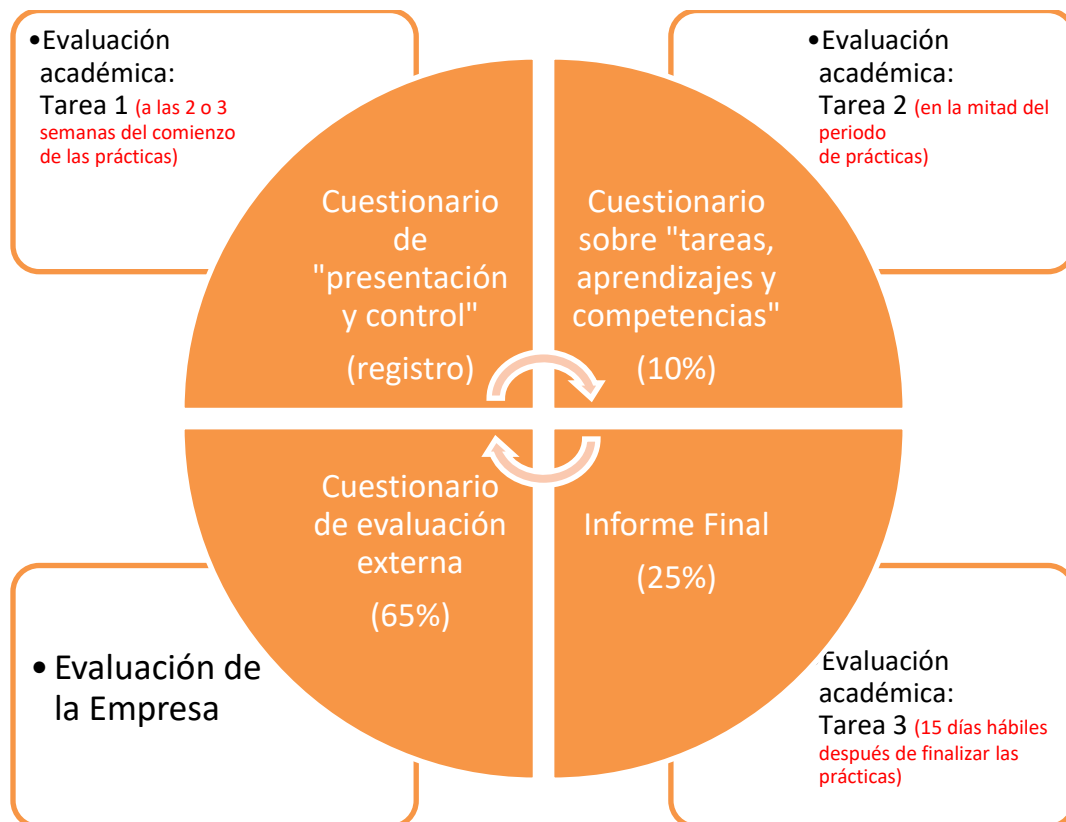 •Evaluación
académica:
Tarea 1 (a las 2 o 3
semanas del comienzo
de las prácticas)
•Evaluación
académica:
Tarea 2 (en la mitad del
periodo
de prácticas)
Cuestionario
de
"presentación
y control"
(registro)
Cuestionario
sobre "tareas,
aprendizajes y
competencias"
(10%)
Cuestionario
de evaluación
externa
(65%)
Informe Final
(25%)
• Evaluación de
la Empresa
Evaluación
académica:
Tarea 3 (15 días hábiles
después de finalizar las
prácticas)